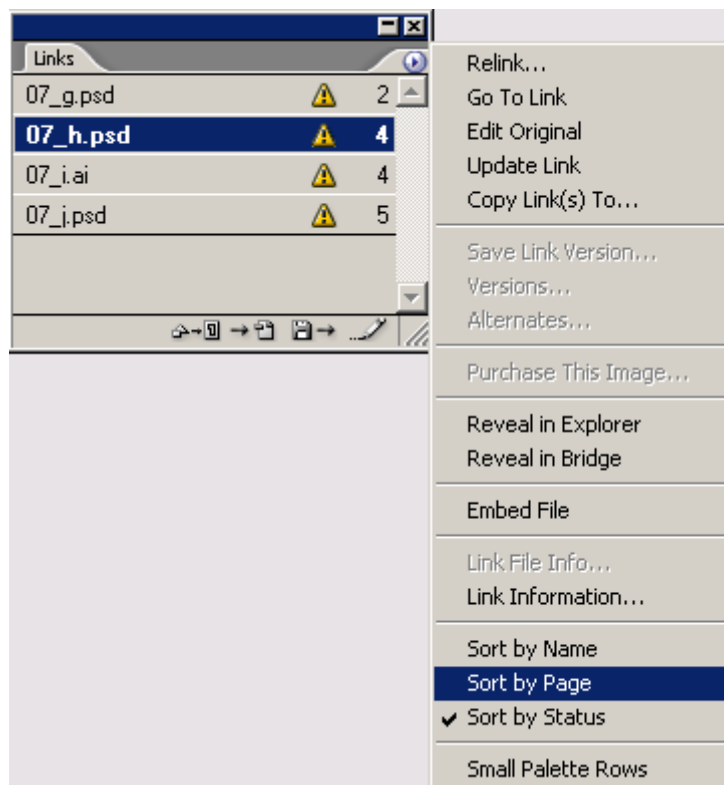 Links
07_g.psd 2
07_h.psd 4
07_i.ai 4
07_j.psd 5
Relink...
Go To Link
Edit Original
Update Link
Copy Link(s) To...
Save Link Version...
Versions...
Alternates...
Purchase This Image...
Reveal in Explorer
Reveal in Bridge
Embed File
Link File Info...
Link Information...
Sort by Name
Sort by Page
Sort by Status
Small Palette Rows